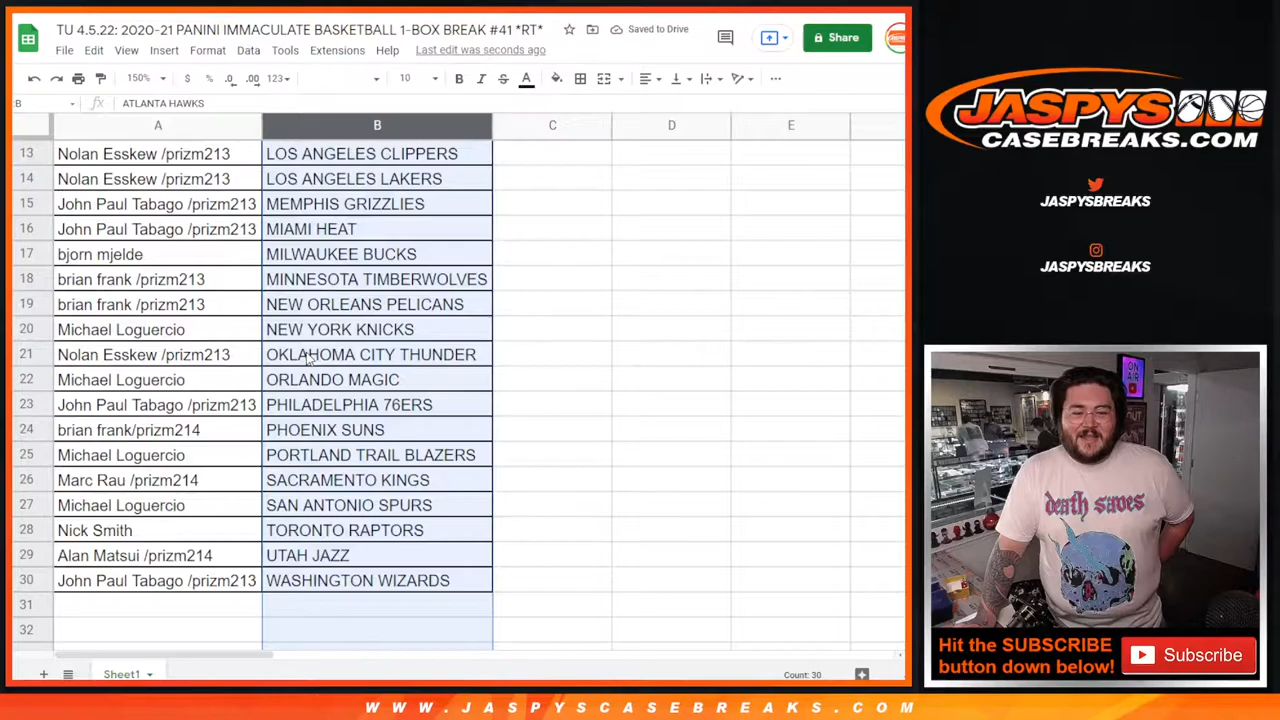 TU 4.5.22: 2020-21 PANINI IMMACULATE BASKETBALL 1-BOX BREAK #41 *RT*
Saved to Drive
File Edit View Insert Format Data Tools Extensions Help Last edit was seconds ago
Share
150% $ % .0 .00 123 10 B I S A
B fx ATLANTA HAWKS
A B C D E
13 Nolan Esskew /prizm213 LOS ANGELES CLIPPERS
14 Nolan Esskew /prizm213 LOS ANGELES LAKERS
15 John Paul Tabago /prizm213 MEMPHIS GRIZZLIES
16 John Paul Tabago /prizm213 MIAMI HEAT
17 bjorn mjelde MILWAUKEE BUCKS
18 brian frank /prizm213 MINNESOTA TIMBERWOLVES
19 brian frank /prizm213 NEW ORLEANS PELICANS
20 Michael Loguercio NEW YORK KNICKS
21 Nolan Esskew /prizm213 OKLAHOMA CITY THUNDER
22 Michael Loguercio ORLANDO MAGIC
23 John Paul Tabago /prizm213 PHILADELPHIA 76ERS
24 brian frank/prizm214 PHOENIX SUNS
25 Michael Loguercio PORTLAND TRAIL BLAZERS
26 Marc Rau /prizm214 SACRAMENTO KINGS
27 Michael Loguercio SAN ANTONIO SPURS
28 Nick Smith TORONTO RAPTORS
29 Alan Matsui /prizm214 UTAH JAZZ
30 John Paul Tabago /prizm213 WASHINGTON WIZARDS
31
32
Sheet1
Count: 30
JASPYS
CASEBREAKS.COM
JASPYSBREAKS
JASPYSBREAKS
ON AIR
death saves
Hit the SUBSCRIBE
button down below!
Subscribe
WWW.JASPYSCASEBREAKS.COM